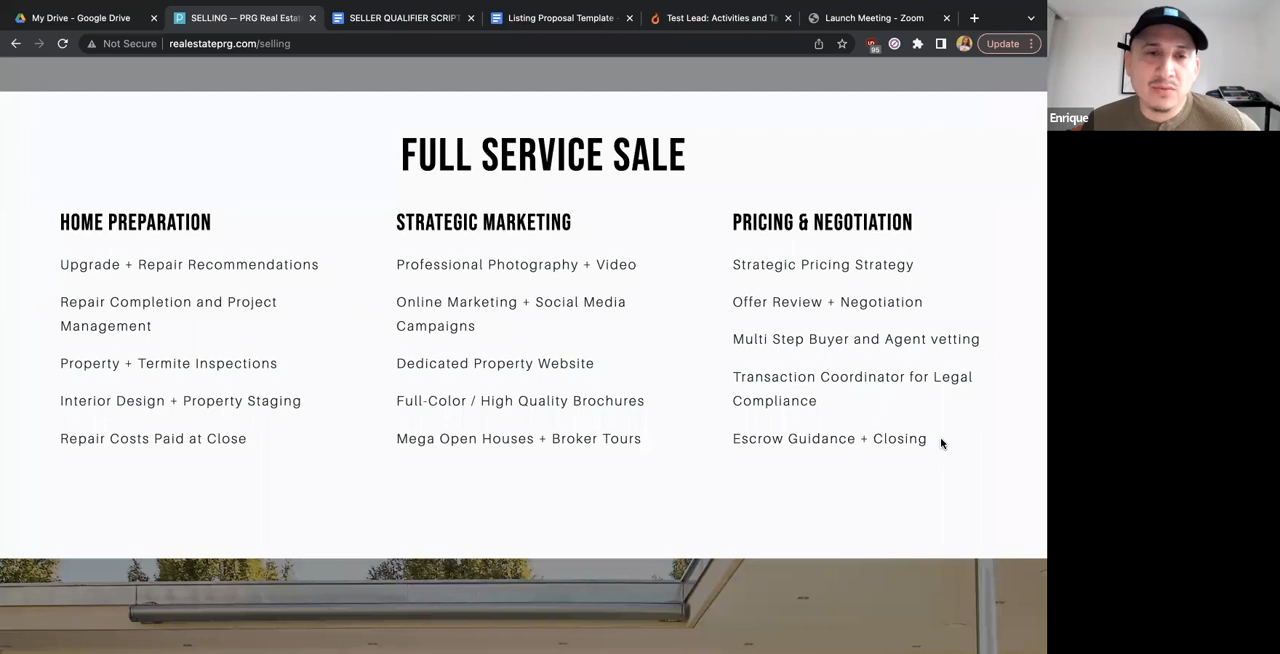 My Drive - Google Drive
SELLING — PRG Real Estat
SELLER QUALIFIER SCRIPT
Listing Proposal Template -
Test Lead: Activities and Ta
Launch Meeting - Zoom
Not Secure
realestateprg.com/selling
95
Update
Enrique
FULL SERVICE SALE
HOME PREPARATION
Upgrade + Repair Recommendations
Repair Completion and Project
Management
Property + Termite Inspections
Interior Design + Property Staging
Repair Costs Paid at Close
STRATEGIC MARKETING
Professional Photography + Video
Online Marketing + Social Media
Campaigns
Dedicated Property Website
Full-Color / High Quality Brochures
Mega Open Houses + Broker Tours
PRICING & NEGOTIATION
Strategic Pricing Strategy
Offer Review + Negotiation
Multi Step Buyer and Agent vetting
Transaction Coordinator for Legal
Compliance
Escrow Guidance + Closing